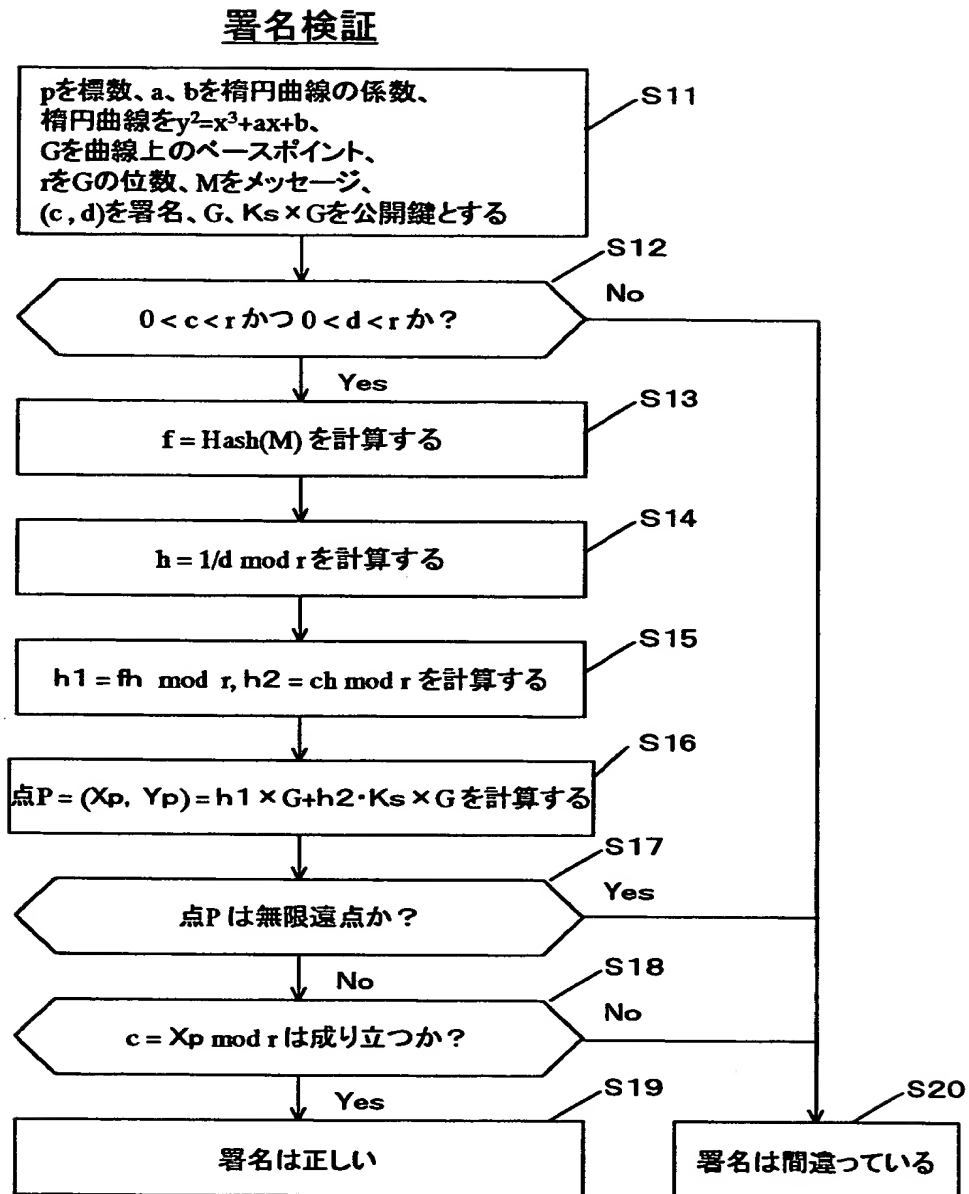 署名検証
pを標数、a、bを楕円曲線の係数、
楕円曲線をy²=x³+ax+b、
Gを曲線上のベースポイント、
rをGの位数、Mをメッセージ、
(c , d)を署名、G、Ks×Gを公開鍵とする
S11
S12
0 < c < r かつ 0 < d < r か？
No
Yes
S13
f = Hash(M) を計算する
S14
h = 1/d mod r を計算する
S15
h1 = fh mod r, h2 = ch mod r を計算する
S16
点P = (Xp, Yp) = h1×G+h2・Ks×G を計算する
S17
点P は無限遠点か？
Yes
No
S18
c = Xp mod r は成り立つか？
No
Yes
S19
署名は正しい
S20
署名は間違っている